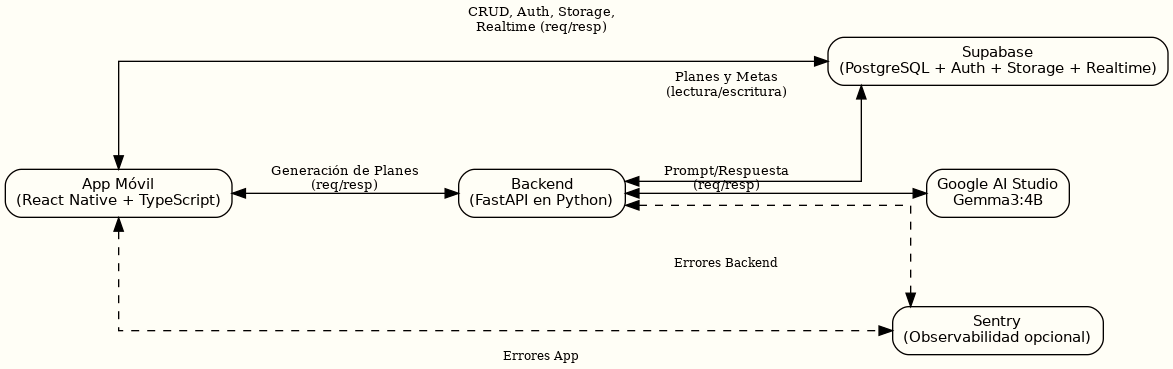 CRUD, Auth, Storage,
Realtime (req/resp)
Supabase
(PostgreSQL + Auth + Storage + Realtime)
Planes y Metas
(lectura/escritura)
Generación de Planes
(req/resp)
Prompt/Respuesta
(req/resp)
App Móvil
(React Native + TypeScript)
Backend
(FastAPI en Python)
Google AI Studio
Gemma3:4B
Errores Backend
Sentry
(Observabilidad opcional)
Errores App